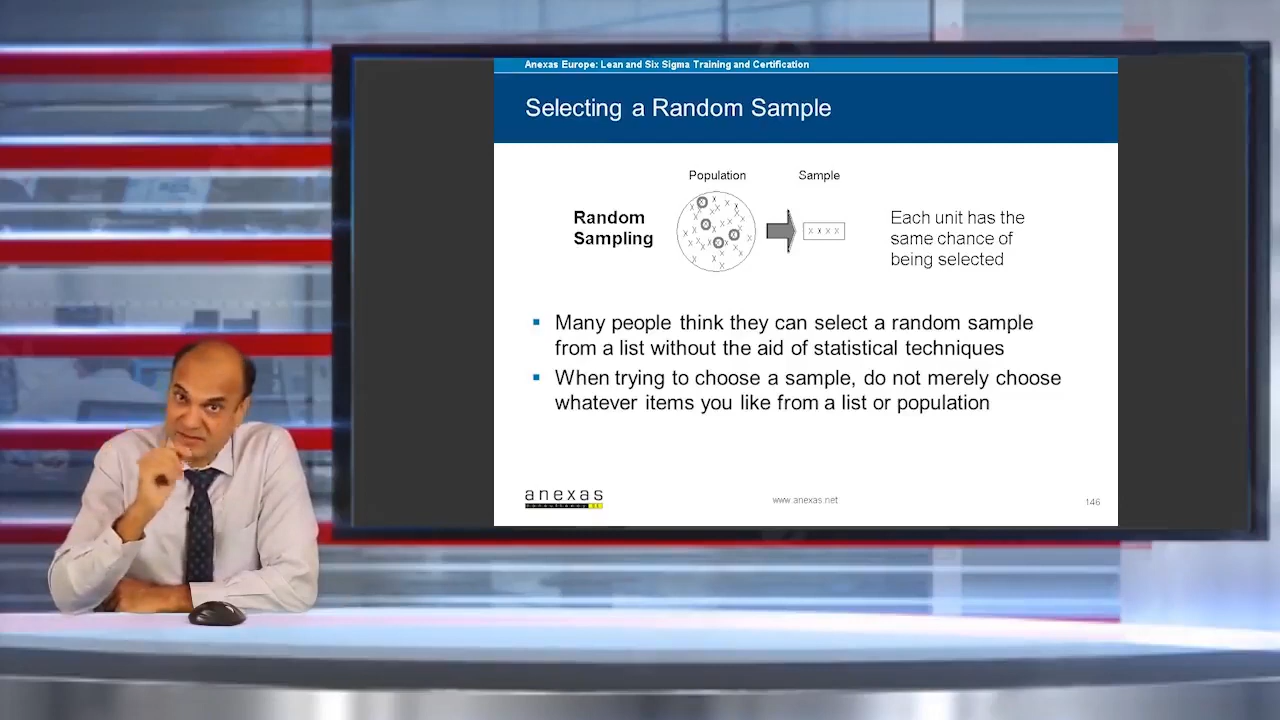 Anexas Europe: Lean and Six Sigma Training and Certification
Selecting a Random Sample
Population
Sample
Random
Sampling
x x x x
Each unit has the
same chance of
being selected
▪ Many people think they can select a random sample
from a list without the aid of statistical techniques
▪ When trying to choose a sample, do not merely choose
whatever items you like from a list or population
anexas
www.anexas.net
146